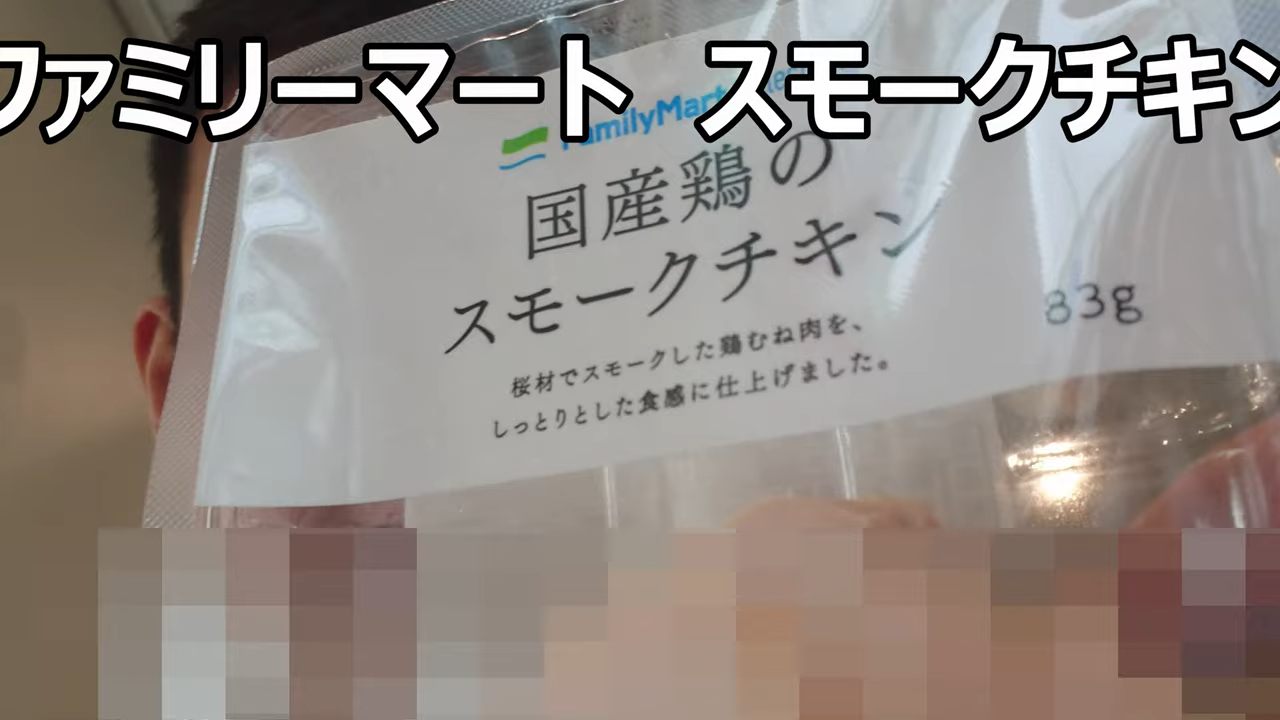 ファミリーマート　スモークチキン
FamilyMart
国産鶏の
スモークチキン
83g
桜材でスモークした鶏むね肉を、
しっとりとした食感に仕上げました。